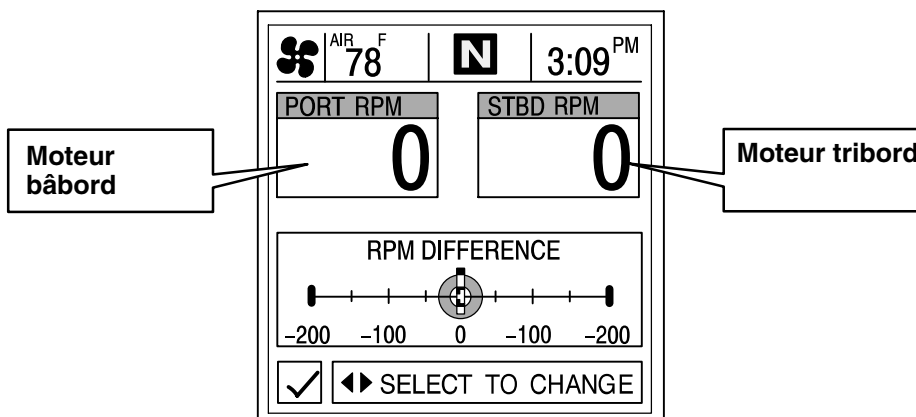 AIR 78 F N 3:09 PM
PORT RPM STBD RPM
0 0
Moteur bâbord
Moteur tribord
RPM DIFFERENCE
-200 -100 0 -100 -200
SELECT TO CHANGE